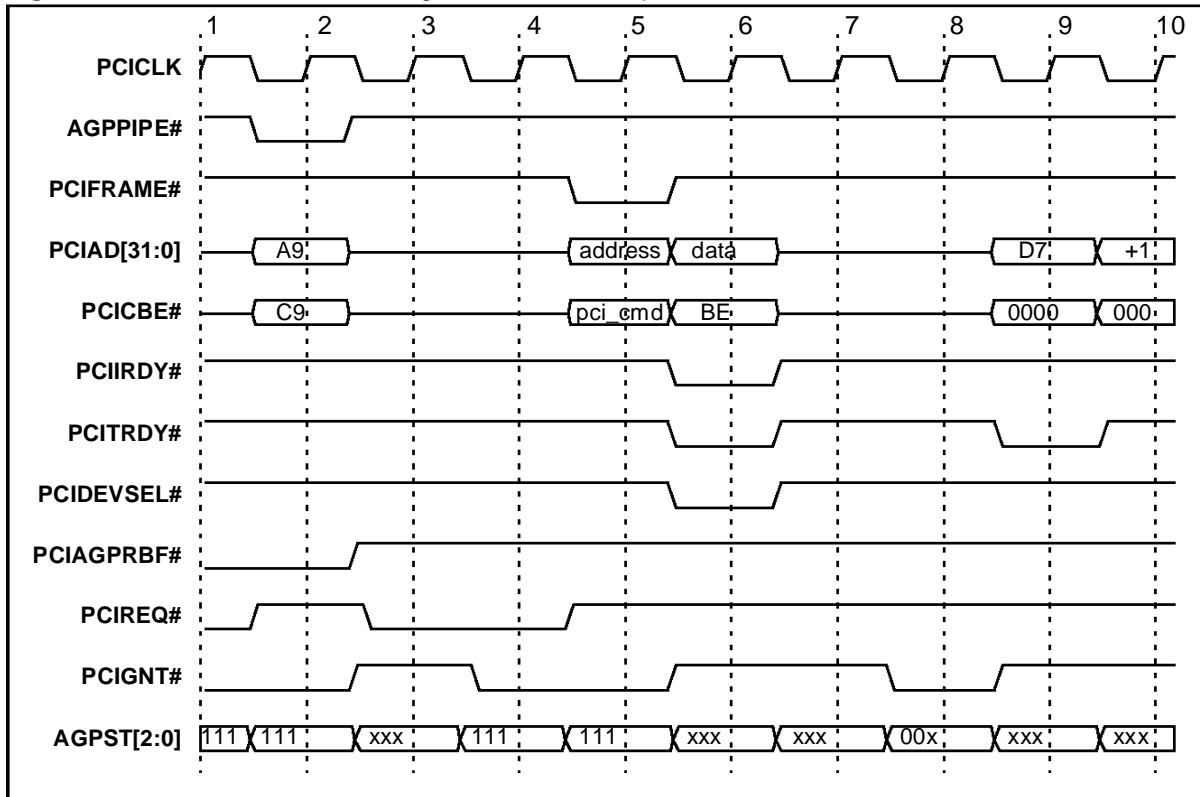 1 2 3 4 5 6 7 8 9 10
PCICLK
AGPPIPE#
PCIFRAME#
PCIAD[31:0] A9 address data D7 +1
PCICBE# C9 pci_cmd BE 0000 000
PCIIRDY#
PCITRDY#
PCIDEVSEL#
PCIAGPRBF#
PCIREQ#
PCIGNT#
AGPST[2:0] 111 111 xxx 111 111 xxx xxx 00x xxx xxx